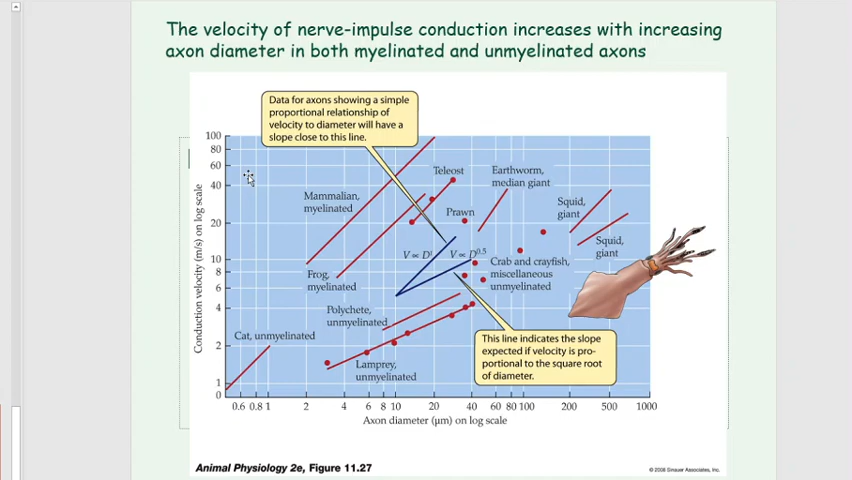 The velocity of nerve-impulse conduction increases with increasing
axon diameter in both myelinated and unmyelinated axons
Data for axons showing a simple
proportional relationship of
velocity to diameter will have a
slope close to this line.
Conduction velocity (m/s) on log scale
100
80
60
40
20
10
8
6
4
2
1
0
Mammalian,
myelinated
Teleost
Earthworm,
median giant
Prawn
Squid,
giant
Squid,
giant
V ∝ D¹
V ∝ D⁰·⁵
Frog,
myelinated
Crab and crayfish,
miscellaneous
unmyelinated
Polychete,
unmyelinated
Cat, unmyelinated
Lamprey,
unmyelinated
This line indicates the slope
expected if velocity is pro-
portional to the square root
of diameter.
0.6 0.8 1 2 4 6 8 10 20 40 60 80 100 200 500 1000
Axon diameter (μm) on log scale
Animal Physiology 2e, Figure 11.27
© 2008 Sinauer Associates, Inc.